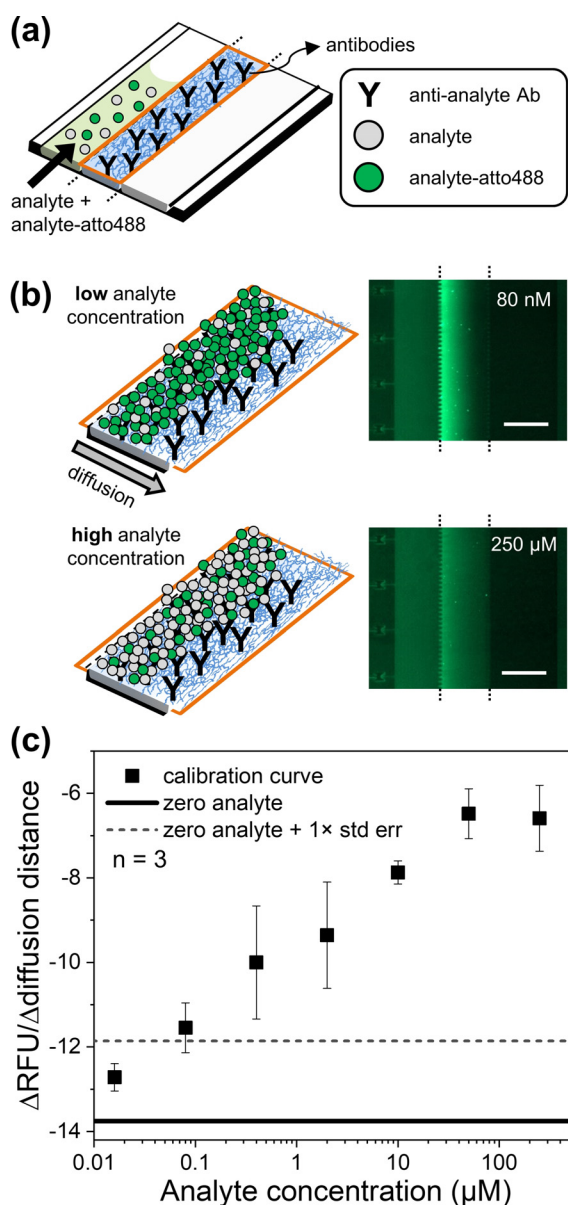 (a)
antibodies
analyte +
analyte-atto488
anti-analyte Ab
analyte
analyte-atto488
(b)
low analyte
concentration
80 nM
diffusion
high analyte
concentration
250 µM
(c)
calibration curve
zero analyte
zero analyte + 1× std err
n = 3
-6
-8
-10
-12
-14
ΔRFU/Δdiffusion distance
0.01
0.1
1
10
100
Analyte concentration (µM)